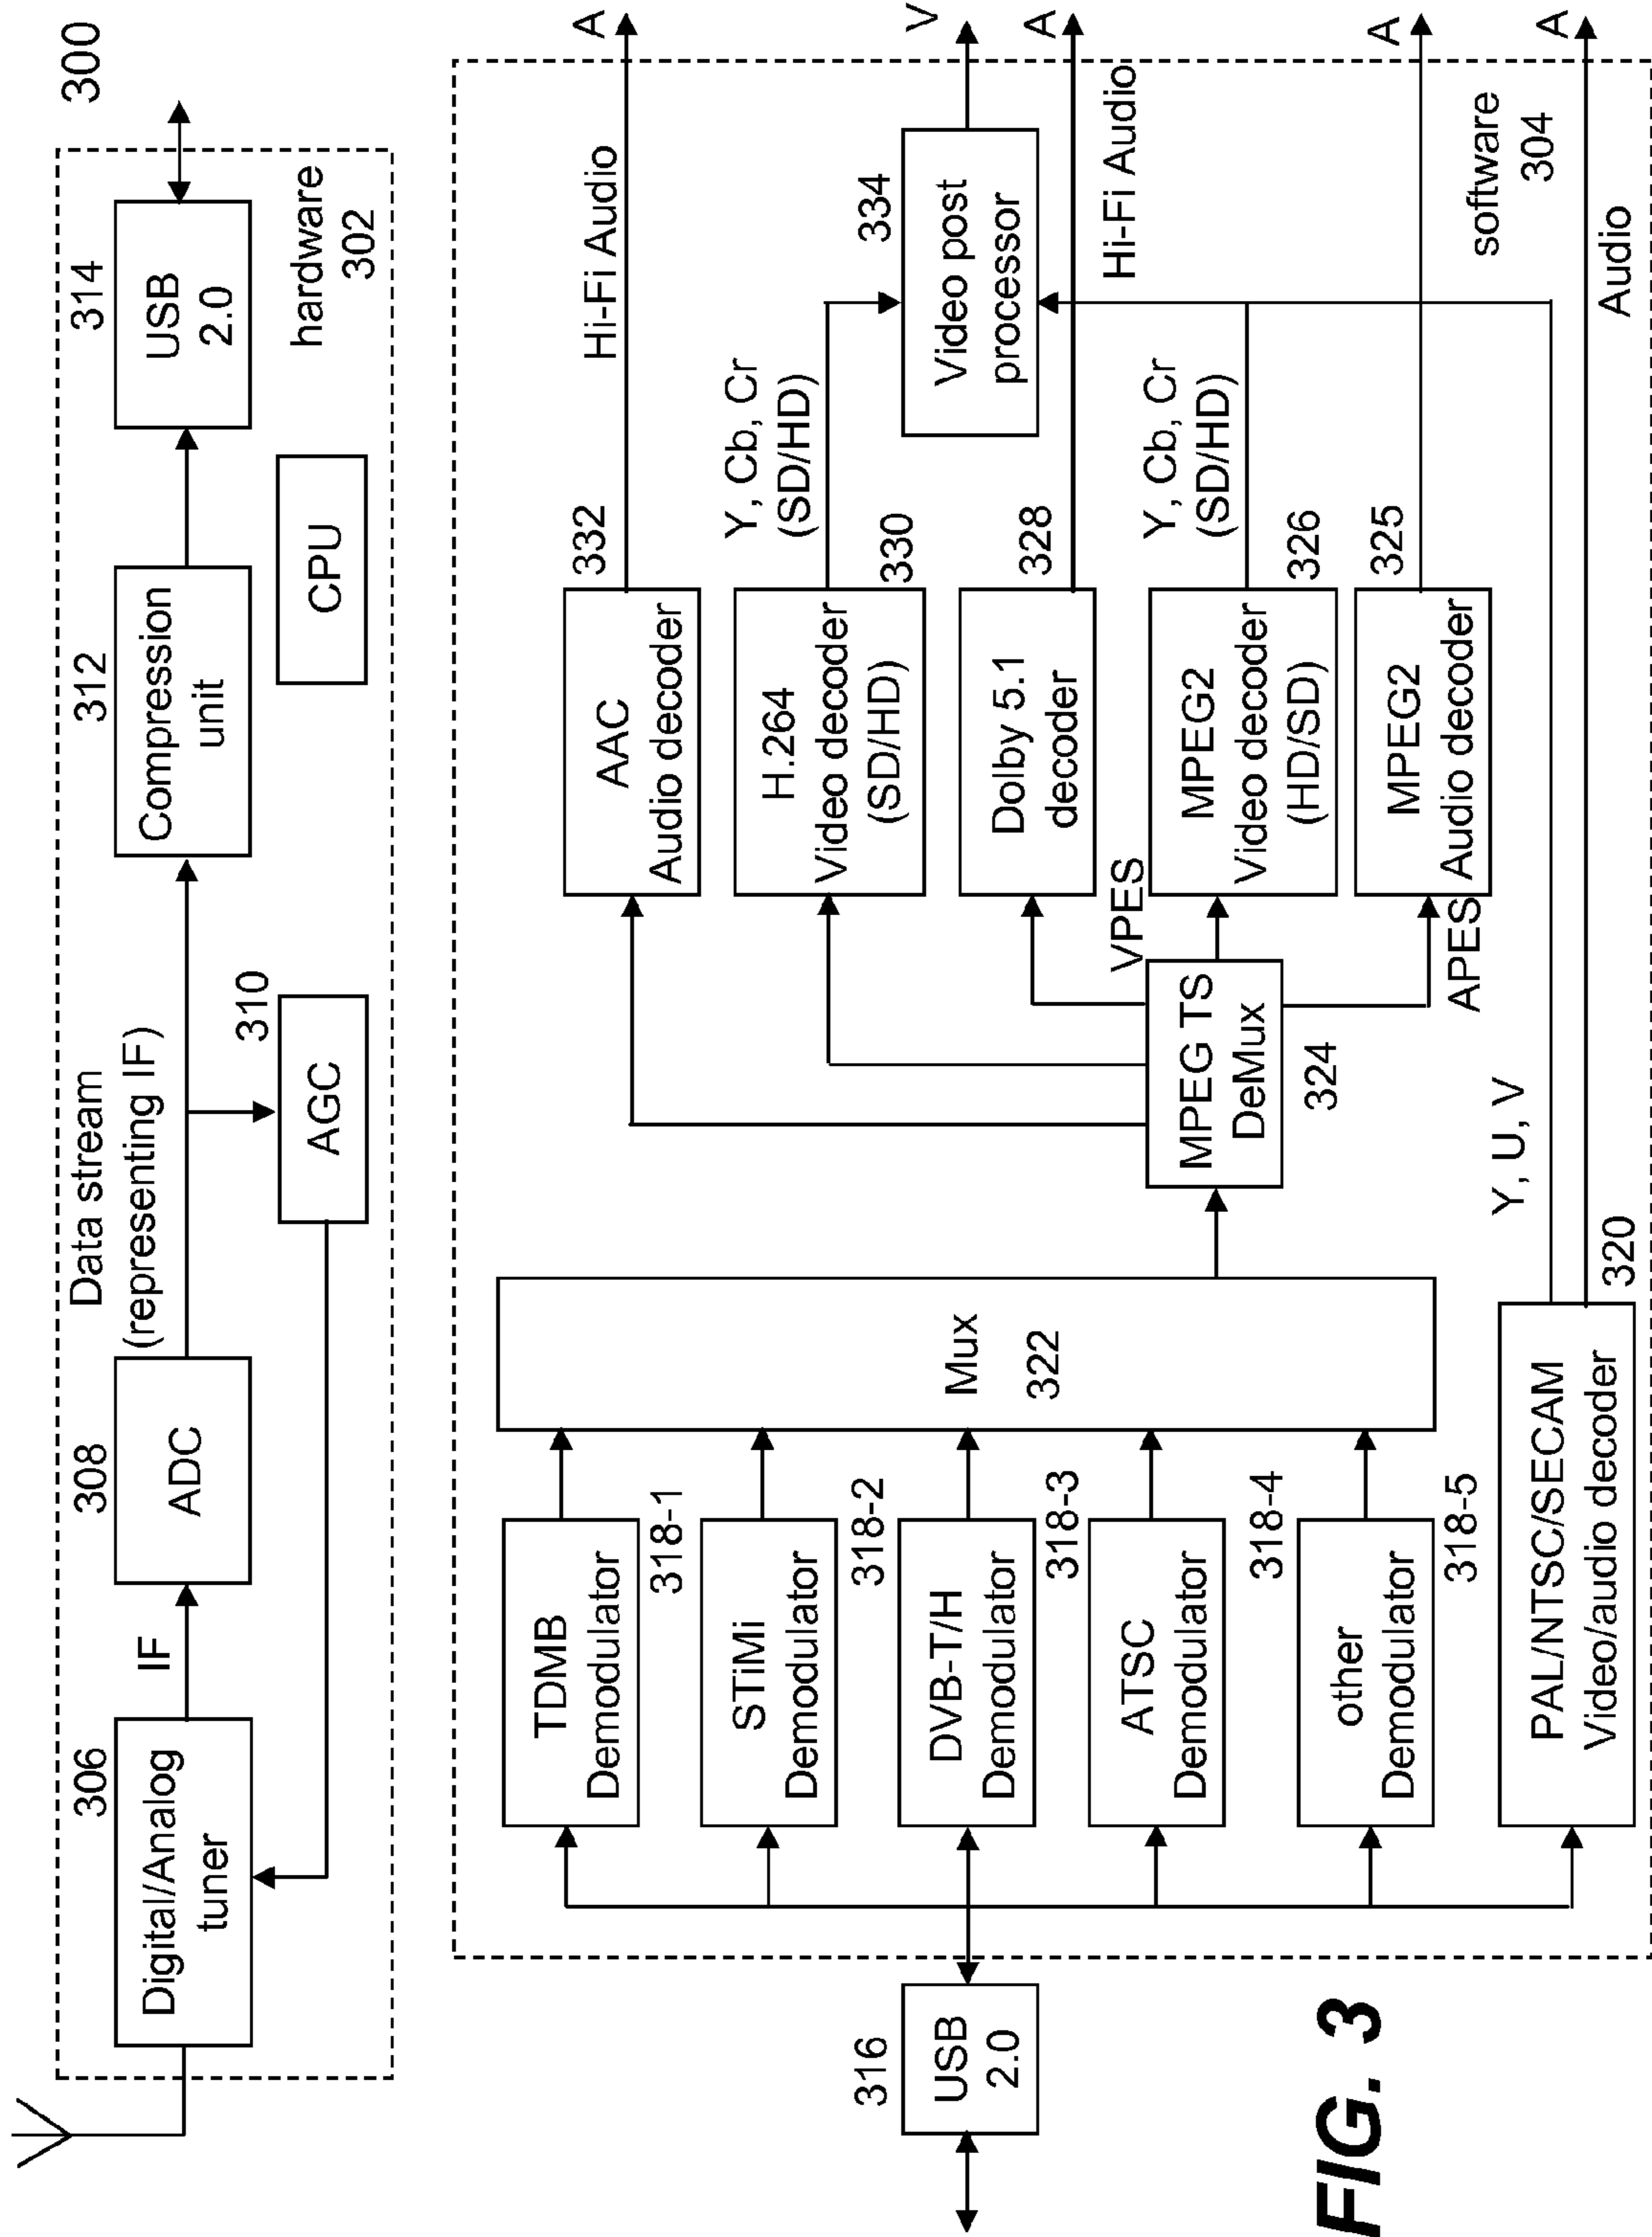 300
306
Digital/Analog
tuner
IF
308
ADC
Data stream
(representing IF)
310
AGC
312
Compression
unit
CPU
314
USB
2.0
hardware
302
316
USB
2.0
TDMB
Demodulator
318-1
STiMi
Demodulator
318-2
DVB-T/H
Demodulator
318-3
ATSC
Demodulator
318-4
other
Demodulator
318-5
PAL/NTSC/SECAM
Video/audio decoder
320
Mux
322
MPEG TS
DeMux
324
VPES
APES
Y, U, V
AAC
Audio decoder
332
H.264
Video decoder
(SD/HD)
330
Dolby 5.1
decoder
328
MPEG2
Video decoder
(HD/SD)
326
MPEG2
Audio decoder
325
Hi-Fi Audio
A
Y, Cb, Cr
(SD/HD)
334
Video post
processor
V
Hi-Fi Audio
A
Y, Cb, Cr
(SD/HD)
A
software
304
Audio
A
FIG. 3